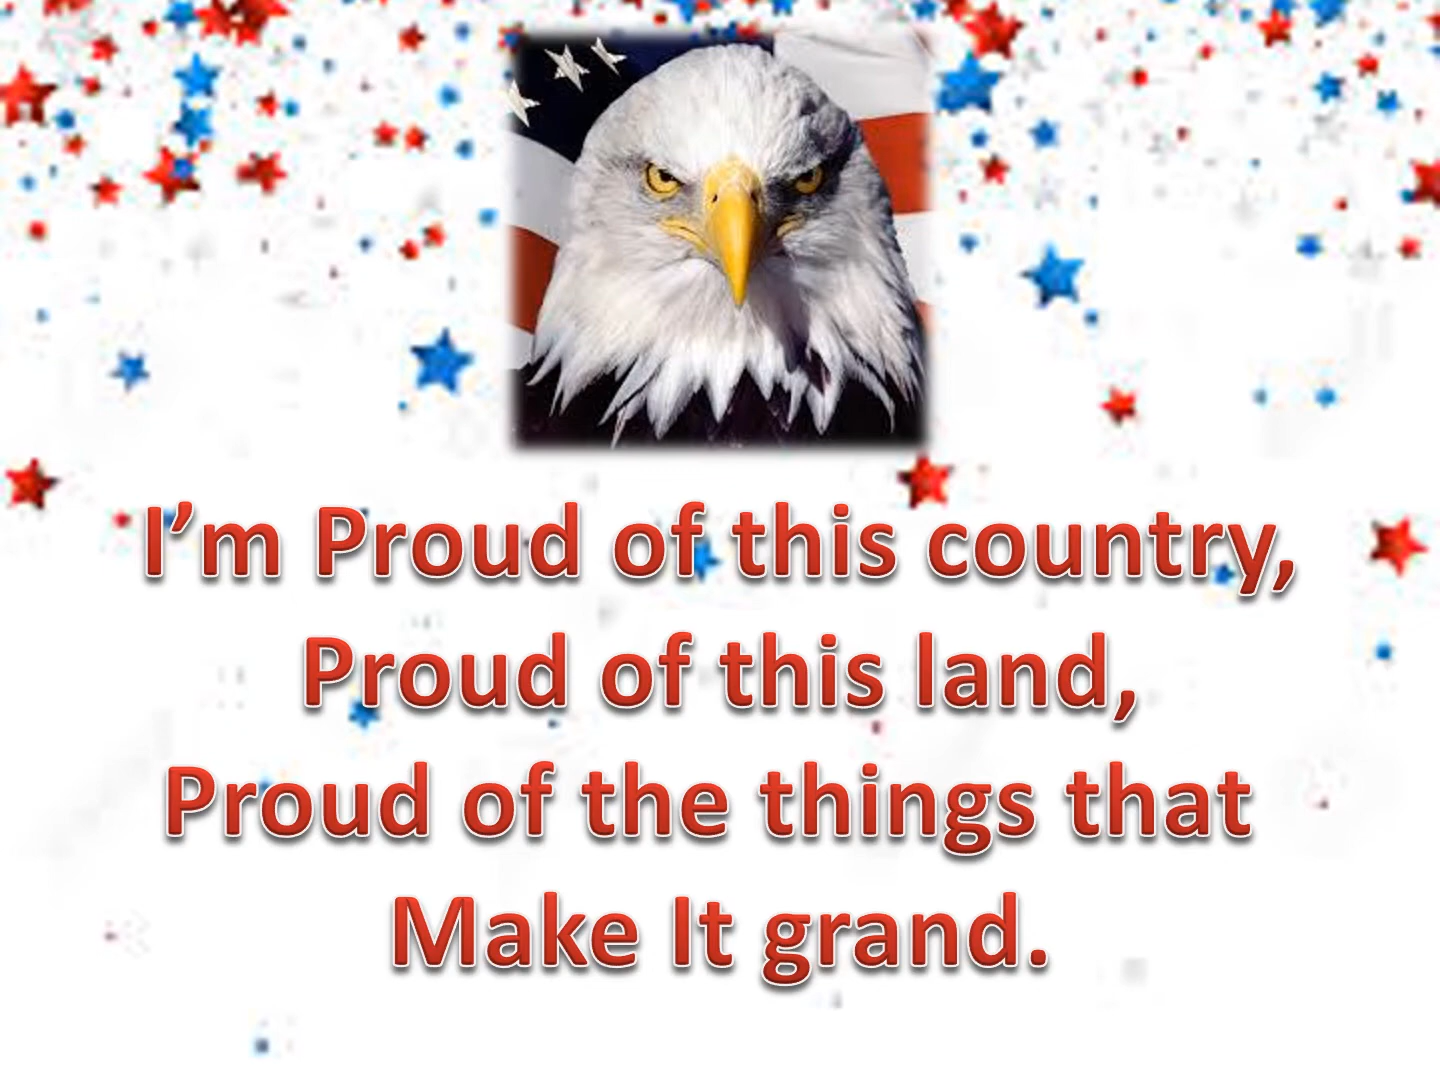 I’m Proud of this country,
Proud of this land,
Proud of the things that
Make It grand.